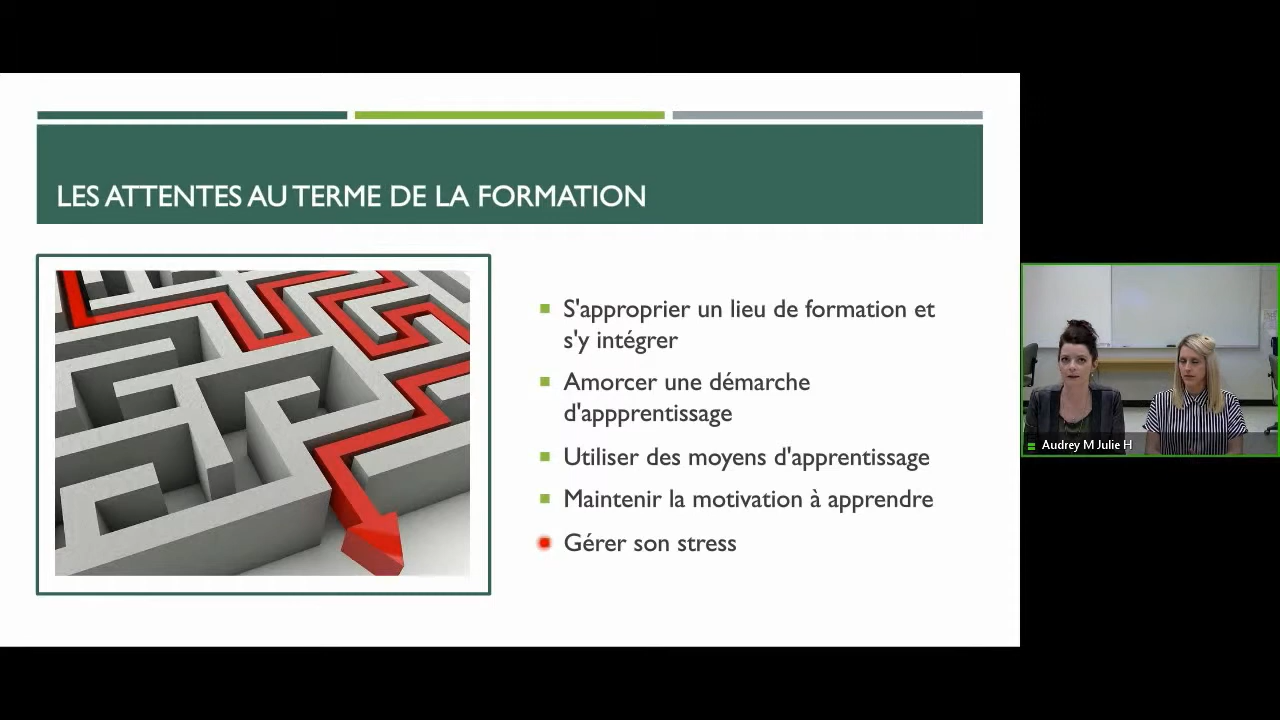 LES ATTENTES AU TERME DE LA FORMATION
S'approprier un lieu de formation et
s'y intégrer
Amorcer une démarche
d'appprentissage
Utiliser des moyens d'apprentissage
Maintenir la motivation à apprendre
Gérer son stress
Audrey M Julie H